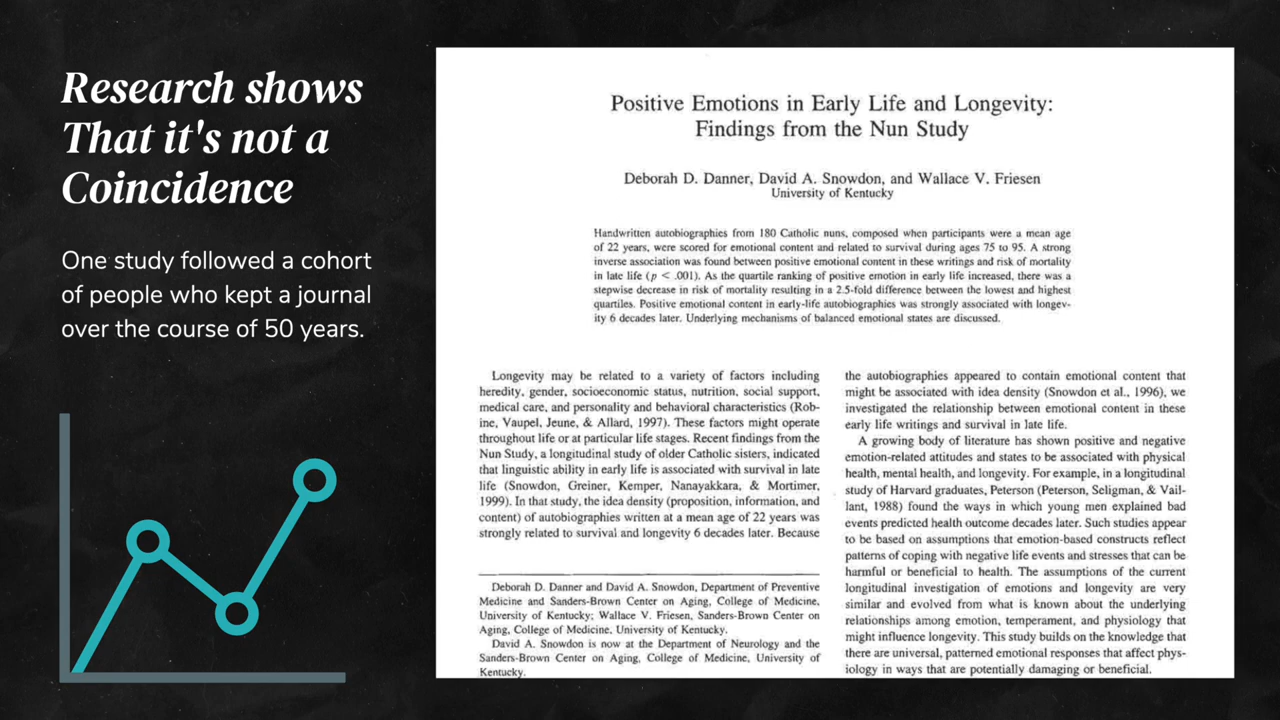 Research shows
That it's not a
Coincidence
One study followed a cohort
of people who kept a journal
over the course of 50 years.
Positive Emotions in Early Life and Longevity:
Findings from the Nun Study
Deborah D. Danner, David A. Snowdon, and Wallace V. Friesen
University of Kentucky
Handwritten autobiographies from 180 Catholic nuns, composed when participants were a mean age
of 22 years, were scored for emotional content and related to survival during ages 75 to 95. A strong
inverse association was found between positive emotional content in these writings and risk of mortality
in late life (p < .001). As the quartile ranking of positive emotion in early life increased, there was a
stepwise decrease in risk of mortality resulting in a 2.5-fold difference between the lowest and highest
quartiles. Positive emotional content in early-life autobiographies was strongly associated with longev-
ity 6 decades later. Underlying mechanisms of balanced emotional states are discussed.
Longevity may be related to a variety of factors including
heredity, gender, socioeconomic status, nutrition, social support,
medical care, and personality and behavioral characteristics (Rob-
ine, Vaupel, Jeune, & Allard, 1997). These factors might operate
throughout life or at particular life stages. Recent findings from the
Nun Study, a longitudinal study of older Catholic sisters, indicated
that linguistic ability in early life is associated with survival in late
life (Snowdon, Greiner, Kemper, Nanayakkara, & Mortimer,
1999). In that study, the idea density (proposition, information, and
content) of autobiographies written at a mean age of 22 years was
strongly related to survival and longevity 6 decades later. Because
Deborah D. Danner and David A. Snowdon, Department of Preventive
Medicine and Sanders-Brown Center on Aging, College of Medicine,
University of Kentucky; Wallace V. Friesen, Sanders-Brown Center on
Aging, College of Medicine, University of Kentucky.
David A. Snowdon is now at the Department of Neurology and the
Sanders-Brown Center on Aging, College of Medicine, University of
Kentucky.
the autobiographies appeared to contain emotional content that
might be associated with idea density (Snowdon et al., 1996), we
investigated the relationship between emotional content in these
early life writings and survival in late life.
A growing body of literature has shown positive and negative
emotion-related attitudes and states to be associated with physical
health, mental health, and longevity. For example, in a longitudinal
study of Harvard graduates, Peterson (Peterson, Seligman, & Vail-
lant, 1988) found the ways in which young men explained bad
events predicted health outcome decades later. Such studies appear
to be based on assumptions that emotion-based constructs reflect
patterns of coping with negative life events and stresses that can be
harmful or beneficial to health. The assumptions of the current
longitudinal investigation of emotions and longevity are very
similar and evolved from what is known about the underlying
relationships among emotion, temperament, and physiology that
might influence longevity. This study builds on the knowledge that
there are universal, patterned emotional responses that affect phys-
iology in ways that are potentially damaging or beneficial.